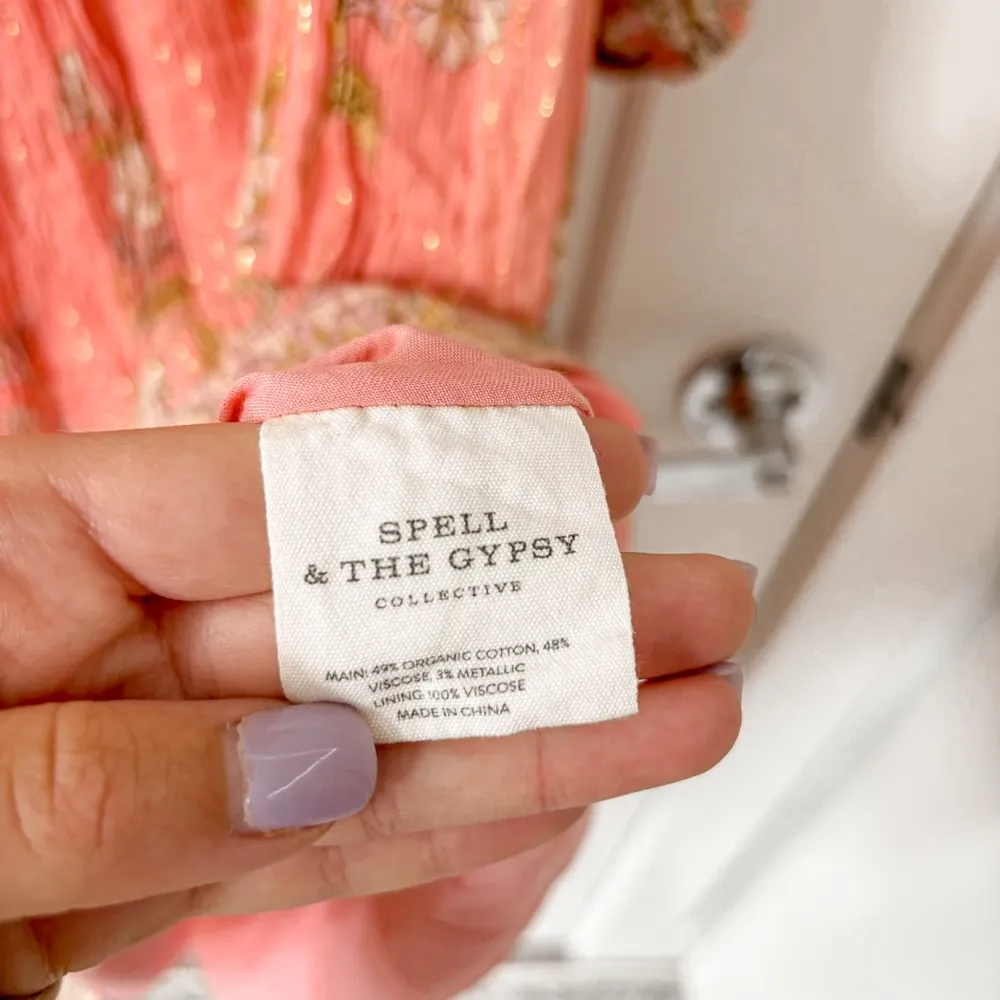 SPELL
& THE GYPSY
COLLECTIVE
MAIN: 49% ORGANIC COTTON, 48%
VISCOSE, 3% METALLIC
LINING: 100% VISCOSE
MADE IN CHINA